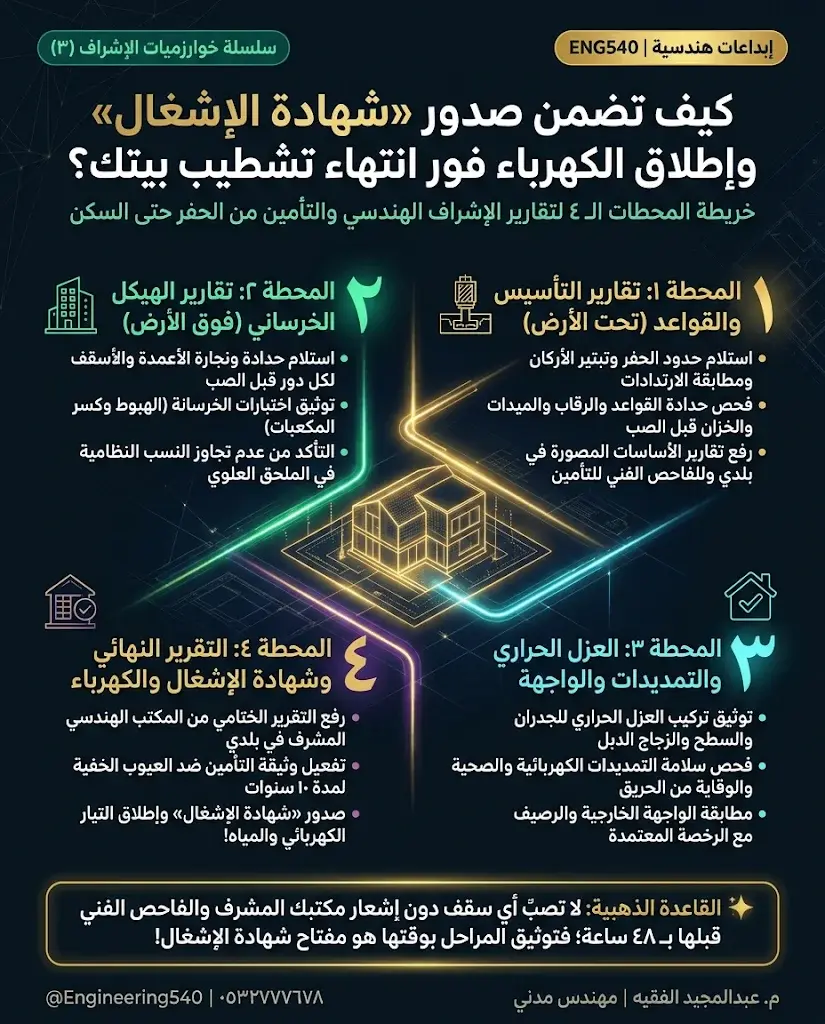 إبداعات هندسية | ENG540
سلسلة خوارزميات الإشراف (٣)
كيف تضمن صدور «شهادة الإشغال»
وإطلاق الكهرباء فور انتهاء تشطيب بيتك؟
خريطة المحطات الـ ٤ لتقارير الإشراف الهندسي والتأمين من الحفر حتى السكن
١
المحطة ١: تقارير التأسيس
والقواعد (تحت الأرض)
• استلام حدود الحفر وتبتير الأركان
ومطابقة الارتدادات
• فحص حدادة القواعد والرقاب والميدات
والخزان قبل الصب
• رفع تقارير الأساسات المصورة في
بلدي وللفاحص الفني للتأمين
٢
المحطة ٢: تقارير الهيكل
الخرساني (فوق الأرض)
• استلام حدادة ونجارة الأعمدة والأسقف
لكل دور قبل الصب
• توثيق اختبارات الخرسانة (الهبوط وكسر
المكعبات)
• التأكد من عدم تجاوز النسب النظامية
في الملحق العلوي
٣
المحطة ٣: العزل الحراري
والتمديدات والواجهة
• توثيق تركيب العزل الحراري للجدران
والسطح والزجاج الدبل
• فحص سلامة التمديدات الكهربائية والصحية
والوقاية من الحريق
• مطابقة الواجهة الخارجية والرصيف
مع الرخصة المعتمدة
٤
المحطة ٤: التقرير النهائي
وشهادة الإشغال والكهرباء
• رفع التقرير الختامي من المكتب الهندسي
المشرف في بلدي
• تفعيل وثيقة التأمين ضد العيوب الخفية
لمدة ١٠ سنوات
• صدور «شهادة الإشغال» وإطلاق التيار
الكهربائي والمياه!
القاعدة الذهبية: لا تصبَّ أي سقف دون إشعار مكتبك المشرف والفاحص الفني
قبلها بـ ٤٨ ساعة؛ فتوثيق المراحل بوقتها هو مفتاح شهادة الإشغال!
م. عبدالمجيد الفقيه | مهندس مدني
@Engineering540 | ٠٥٣٢٧٧٧٦٧٨